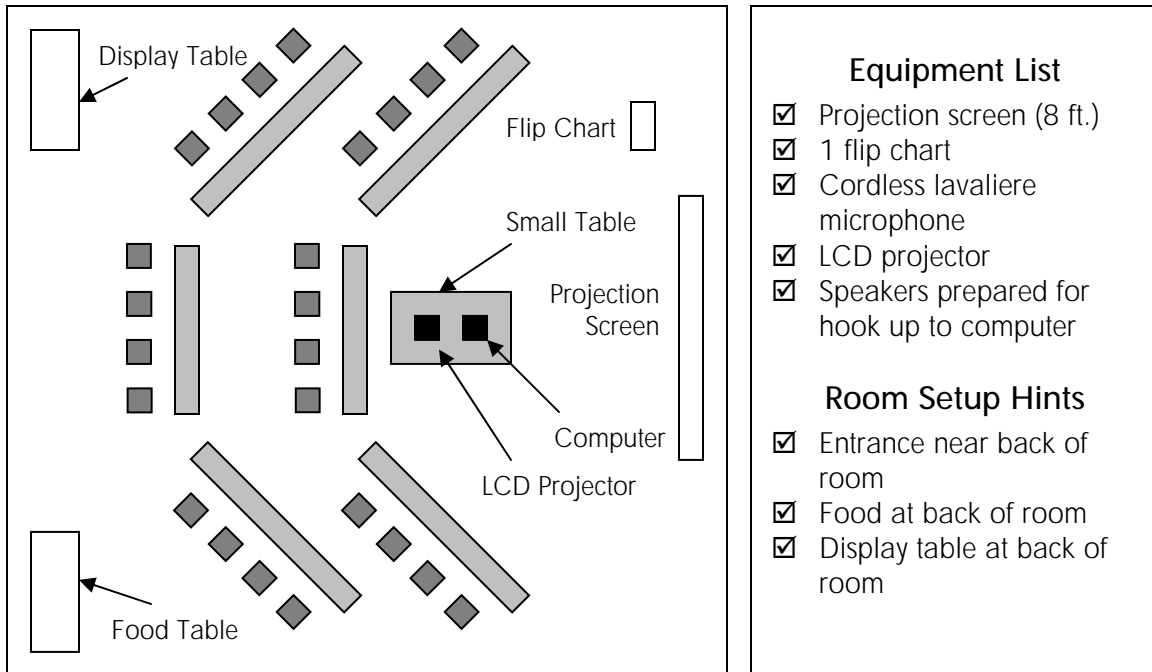 Display Table
Flip Chart
Small Table
Projection
Screen
Computer
LCD Projector
Food Table
Equipment List
☑ Projection screen (8 ft.)
☑ 1 flip chart
☑ Cordless lavaliere
microphone
☑ LCD projector
☑ Speakers prepared for
hook up to computer
Room Setup Hints
☑ Entrance near back of
room
☑ Food at back of room
☑ Display table at back of
room